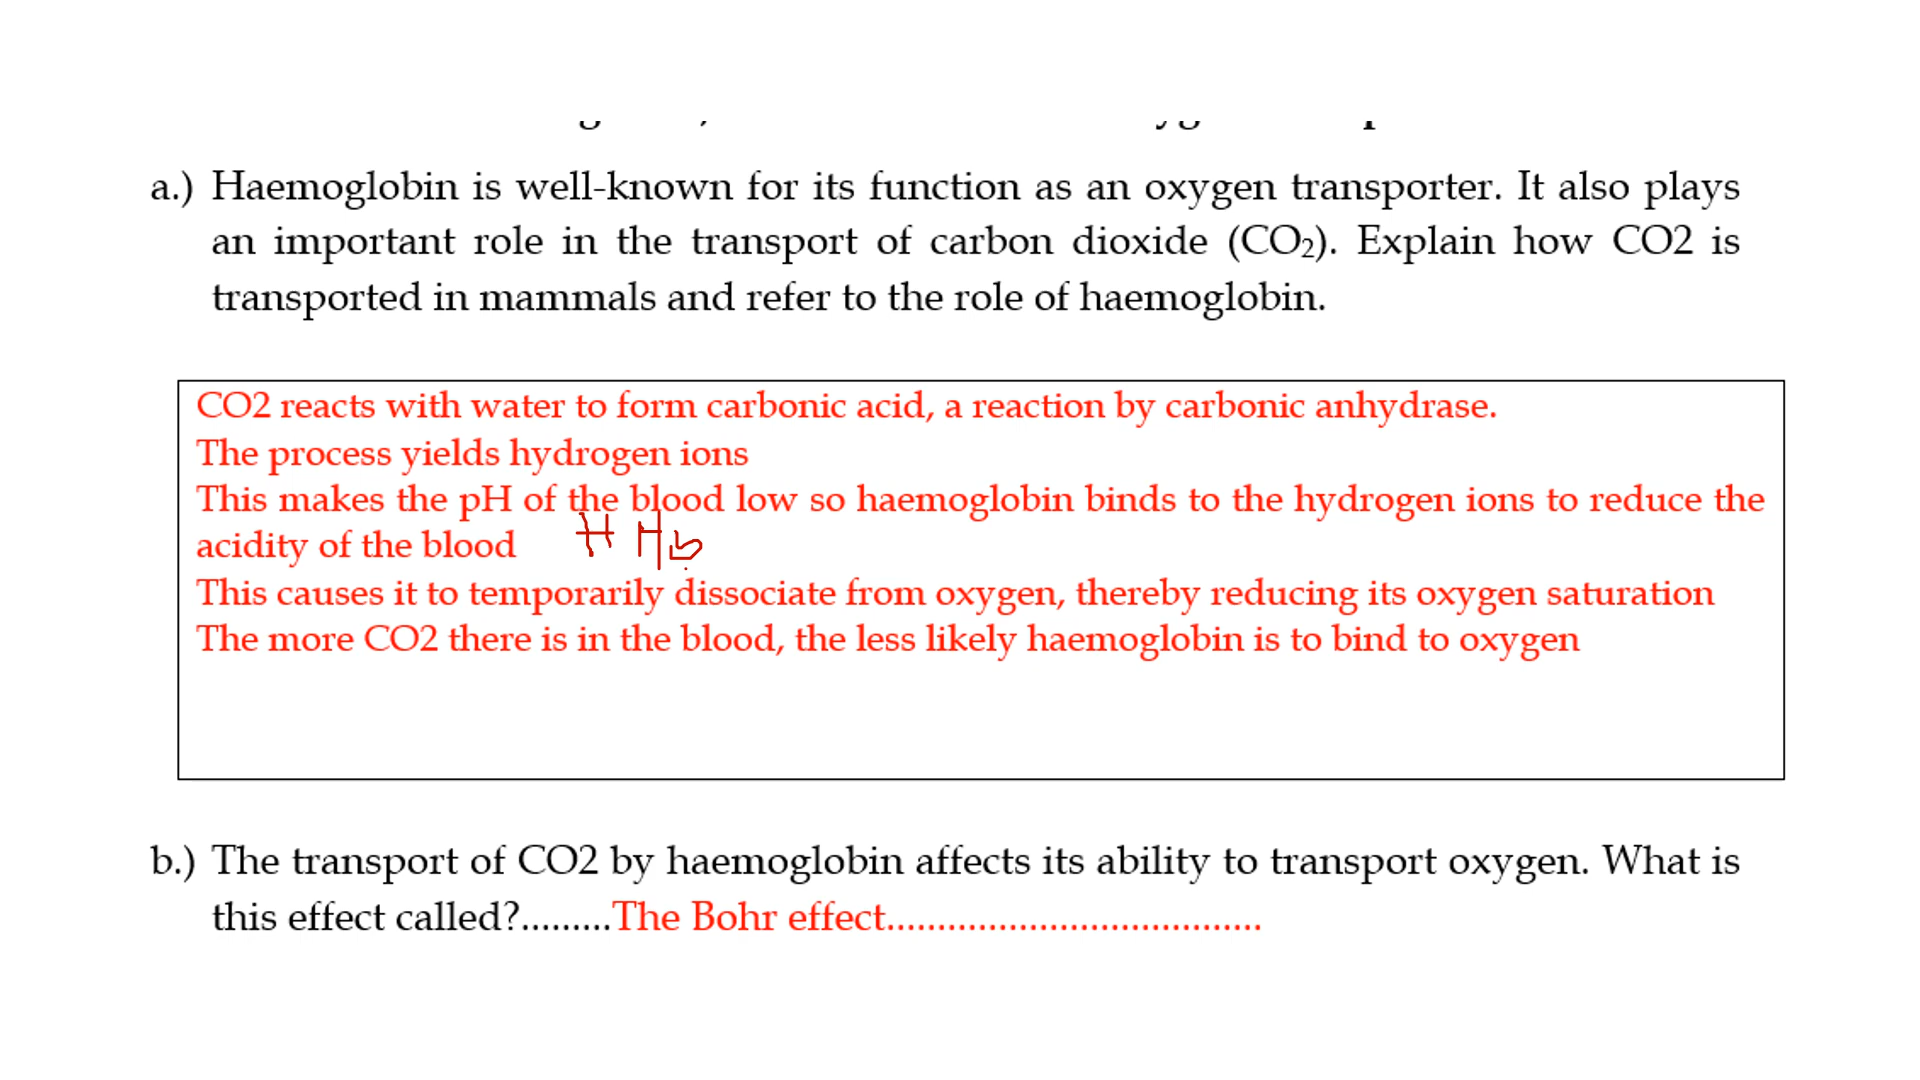 a.) Haemoglobin is well-known for its function as an oxygen transporter. It also plays
an important role in the transport of carbon dioxide (CO₂). Explain how CO2 is
transported in mammals and refer to the role of haemoglobin.
CO2 reacts with water to form carbonic acid, a reaction by carbonic anhydrase.
The process yields hydrogen ions
This makes the pH of the blood low so haemoglobin binds to the hydrogen ions to reduce the
acidity of the blood H Hb
This causes it to temporarily dissociate from oxygen, thereby reducing its oxygen saturation
The more CO2 there is in the blood, the less likely haemoglobin is to bind to oxygen
b.) The transport of CO2 by haemoglobin affects its ability to transport oxygen. What is
this effect called?.........The Bohr effect.....................................